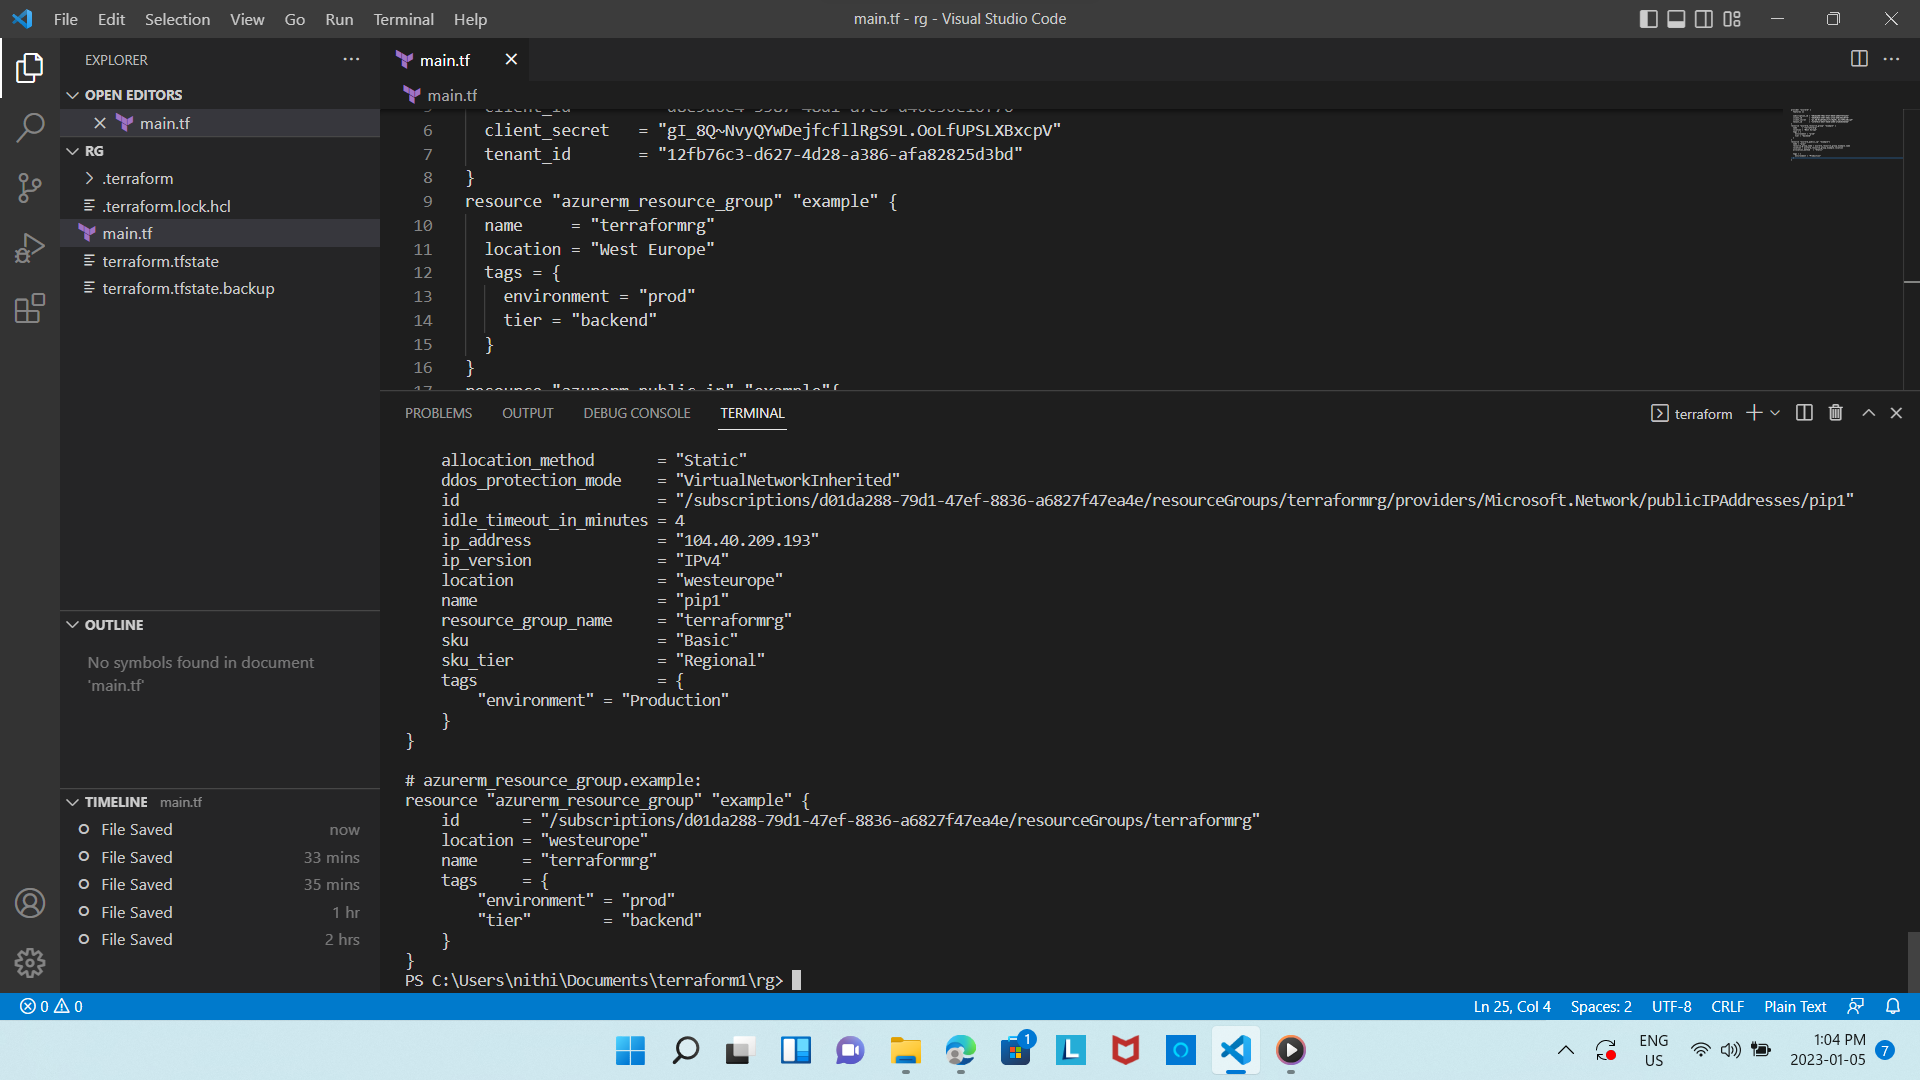 File Edit Selection View Go Run Terminal Help
main.tf - rg - Visual Studio Code
EXPLORER
OPEN EDITORS
main.tf
RG
.terraform
.terraform.lock.hcl
main.tf
terraform.tfstate
terraform.tfstate.backup
OUTLINE
No symbols found in document
'main.tf'
TIMELINE main.tf
File Saved now
File Saved 33 mins
File Saved 35 mins
File Saved 1 hr
File Saved 2 hrs
main.tf
main.tf
6 client_secret = "gI_8Q~NvyQYwDejfcfllRgS9L.OoLfUPSLXBxcpV"
7 tenant_id = "12fb76c3-d627-4d28-a386-afa82825d3bd"
8 }
9 resource "azurerm_resource_group" "example" {
10 name = "terraformrg"
11 location = "West Europe"
12 tags = {
13 environment = "prod"
14 tier = "backend"
15 }
16 }
17 resource "azurerm_public_ip" "example"{
PROBLEMS OUTPUT DEBUG CONSOLE TERMINAL
terraform
allocation_method = "Static"
ddos_protection_mode = "VirtualNetworkInherited"
id = "/subscriptions/d01da288-79d1-47ef-8836-a6827f47ea4e/resourceGroups/terraformrg/providers/Microsoft.Network/publicIPAddresses/pip1"
idle_timeout_in_minutes = 4
ip_address = "104.40.209.193"
ip_version = "IPv4"
location = "westeurope"
name = "pip1"
resource_group_name = "terraformrg"
sku = "Basic"
sku_tier = "Regional"
tags = {
"environment" = "Production"
}
}
# azurerm_resource_group.example:
resource "azurerm_resource_group" "example" {
id = "/subscriptions/d01da288-79d1-47ef-8836-a6827f47ea4e/resourceGroups/terraformrg"
location = "westeurope"
name = "terraformrg"
tags = {
"environment" = "prod"
"tier" = "backend"
}
}
PS C:\Users\nithi\Documents\terraform1\rg>
0 0
Ln 25, Col 4 Spaces: 2 UTF-8 CRLF Plain Text
1
L
ENG
US
1:04 PM
2023-01-05
7